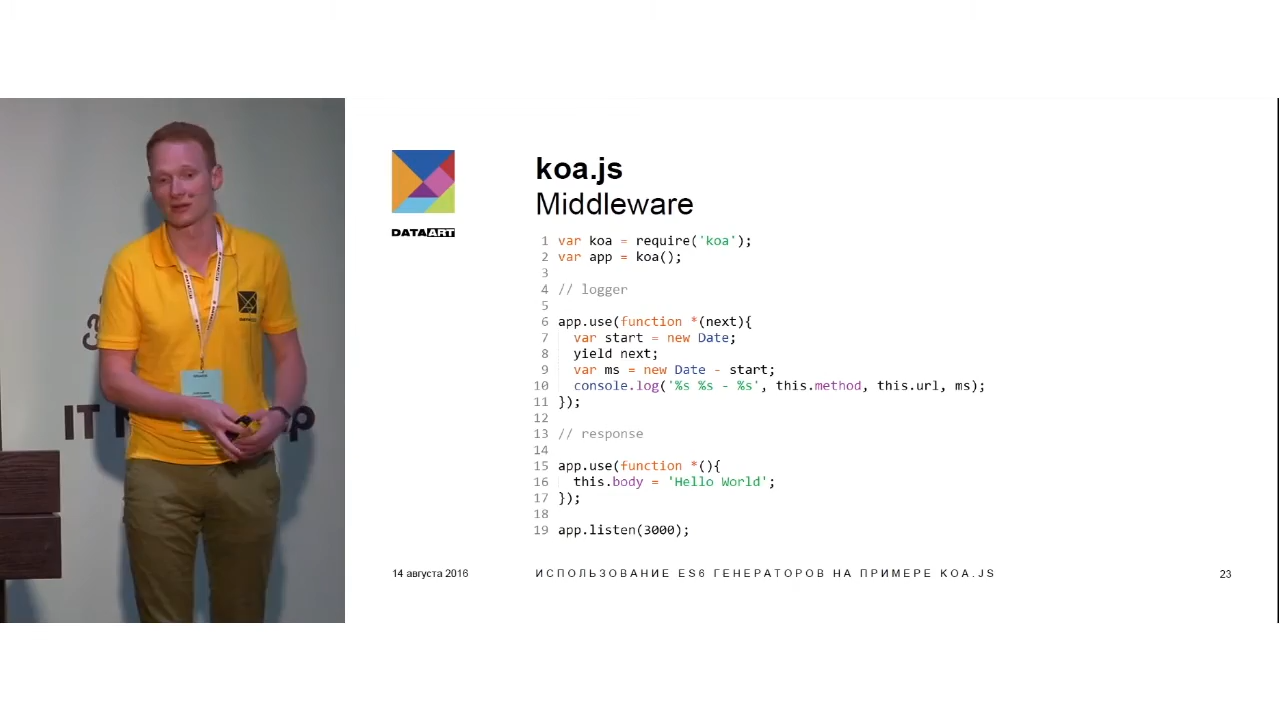 koa.js
Middleware
DATAART
1 var koa = require('koa');
2 var app = koa();
3
4 // logger
5
6 app.use(function *(next){
7 var start = new Date;
8 yield next;
9 var ms = new Date - start;
10 console.log('%s %s - %s', this.method, this.url, ms);
11 });
12
13 // response
14
15 app.use(function *(){
16 this.body = 'Hello World';
17 });
18
19 app.listen(3000);
14 августа 2016
ИСПОЛЬЗОВАНИЕ ES6 ГЕНЕРАТОРОВ НА ПРИМЕРЕ KOA.JS
23
IT